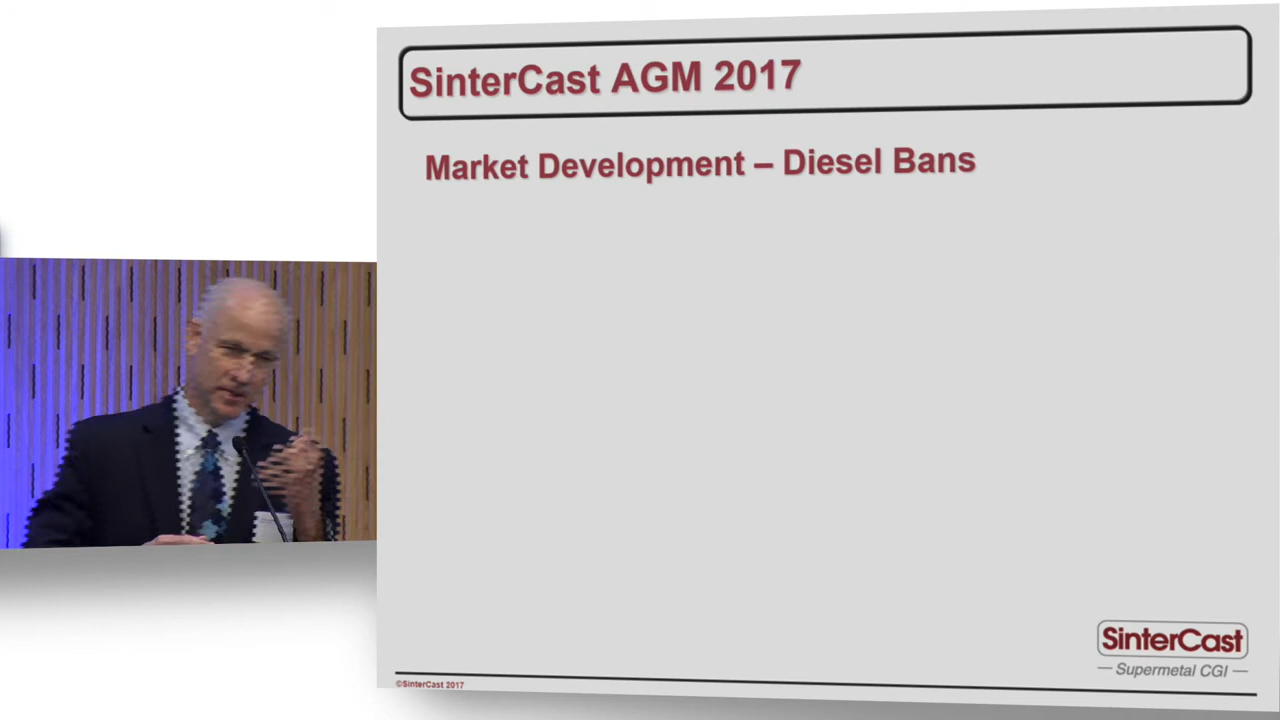 SinterCast AGM 2017
Market Development – Diesel Bans
SinterCast
— Supermetal CGI —
©SinterCast 2017